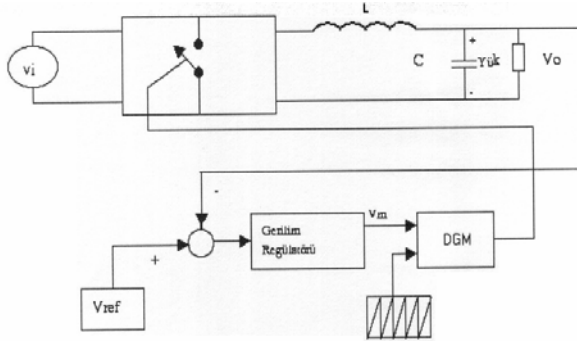 L
vi
C
+
Yük
-
Vo
-
+
Gerilim
Regülatörü
vm
DGM
Vref